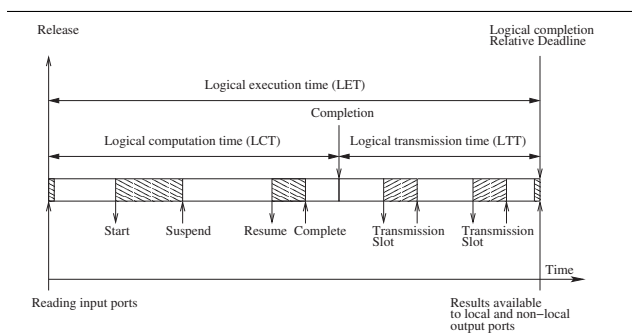 Release
Logical completion
Relative Deadline
Logical execution time (LET)
Completion
Logical computation time (LCT)
Logical transmission time (LTT)
Start
Suspend
Resume
Complete
Transmission
Slot
Transmission
Slot
Time
Reading input ports
Results available
to local and non−local
output ports